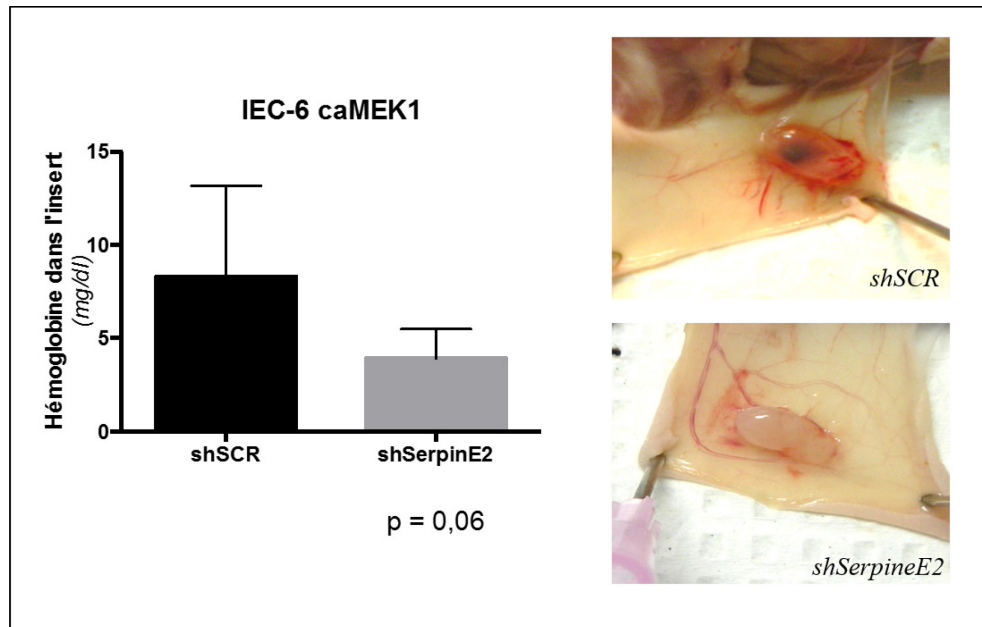 IEC-6 caMEK1
Hémoglobine dans l'insert
(mg/dl)
15
10
5
0
shSCR
shSerpinE2
p = 0,06
shSCR
shSerpineE2